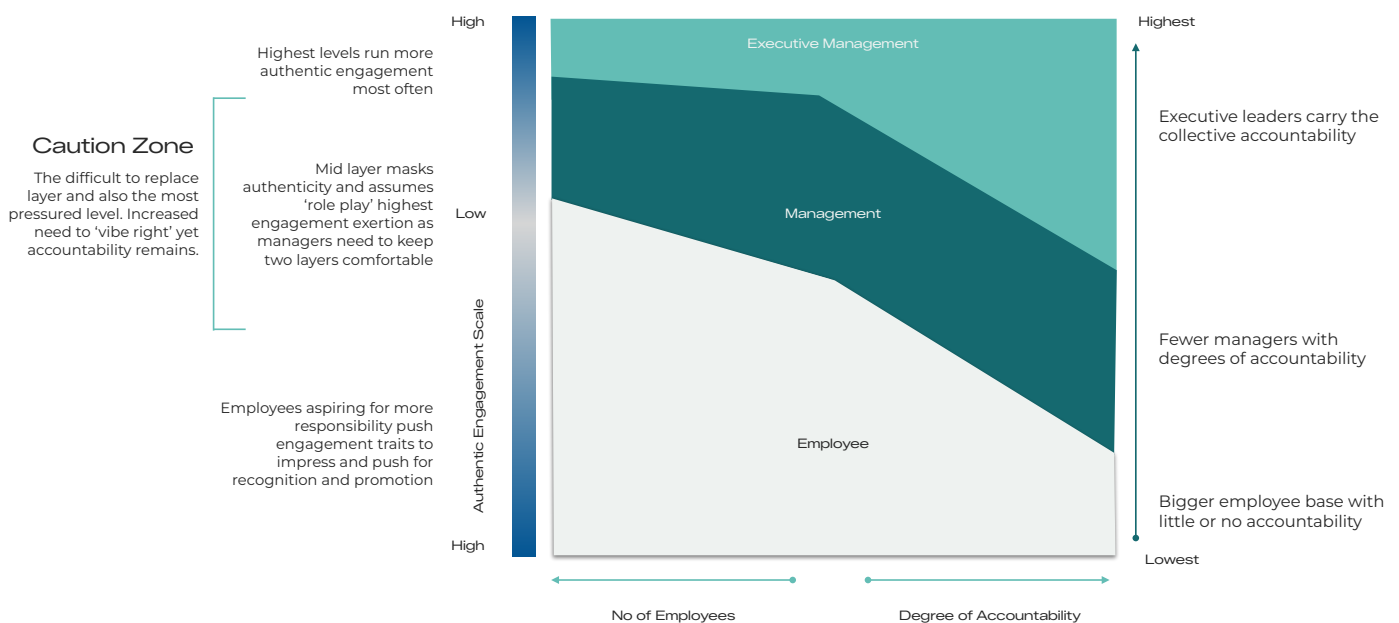 High
Highest
Executive Management
Highest levels run more
authentic engagement
most often
Executive leaders carry the
collective accountability
Caution Zone
The difficult to replace
layer and also the most
pressured level. Increased
need to ‘vibe right’ yet
accountability remains.
Mid layer masks
authenticity and assumes
‘role play’ highest
engagement exertion as
managers need to keep
two layers comfortable
Low
Management
Authentic Engagement Scale
Fewer managers with
degrees of accountability
Employees aspiring for more
responsibility push
engagement traits to
impress and push for
recognition and promotion
Employee
Bigger employee base with
little or no accountability
High
Lowest
No of Employees
Degree of Accountability